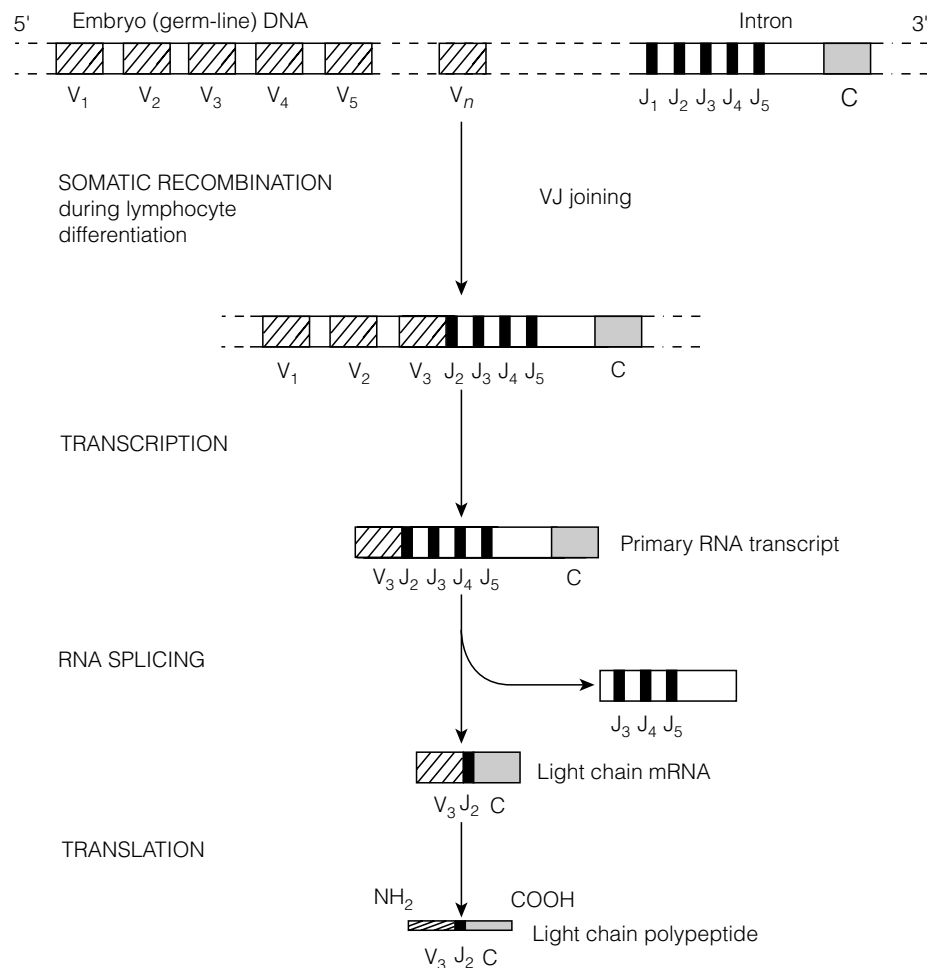 5' Embryo (germ-line) DNA Intron 3'
V1 V2 V3 V4 V5 Vn J1 J2 J3 J4 J5 C
SOMATIC RECOMBINATION
during lymphocyte
differentiation
VJ joining
V1 V2 V3 J2 J3 J4 J5 C
TRANSCRIPTION
Primary RNA transcript
V3 J2 J3 J4 J5 C
RNA SPLICING
J3 J4 J5
Light chain mRNA
V3 J2 C
TRANSLATION
NH2 COOH
Light chain polypeptide
V3 J2 C